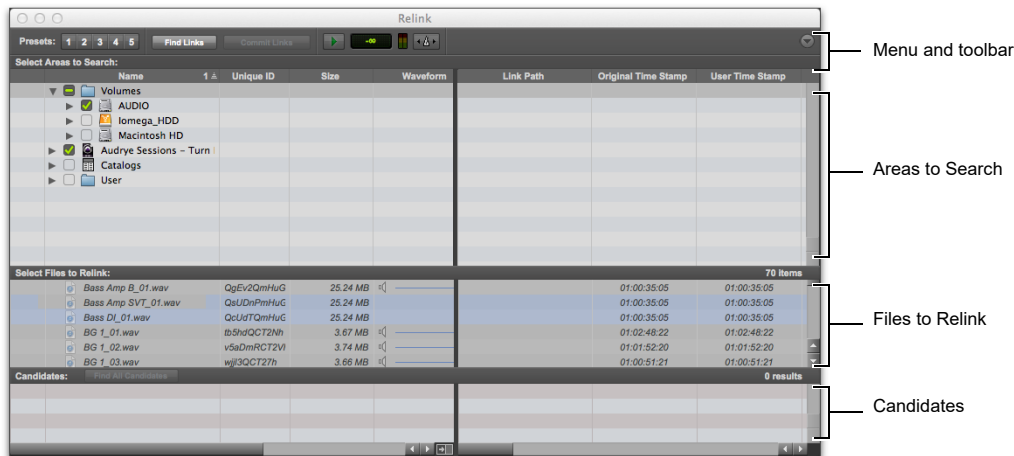 Relink
Presets: 1 2 3 4 5 Find Links Commit Links -∞
Menu and toolbar
Select Areas to Search:
Name 1 Unique ID Size Waveform Link Path Original Time Stamp User Time Stamp
Volumes
AUDIO
Iomega_HDD
Macintosh HD
Audrye Sessions – Turn
Catalogs
User
Areas to Search
Select Files to Relink: 70 items
Bass Amp B_01.wav QgEv2QmHuG 25.24 MB 01:00:35:05 01:00:35:05
Bass Amp SVT_01.wav QsUDnPmHuG 25.24 MB 01:00:35:05 01:00:35:05
Bass DI_01.wav QcUdTQmHuG 25.24 MB 01:00:35:05 01:00:35:05
BG 1_01.wav tb5hdQCT2Nh 3.67 MB 01:02:48:22 01:02:48:22
BG 1_02.wav v5aDmRCT2VI 3.74 MB 01:01:52:20 01:01:52:20
BG 1_03.wav wjjl3QCT27h 3.66 MB 01:00:51:21 01:00:51:21
Files to Relink
Candidates: Find All Candidates 0 results
Candidates